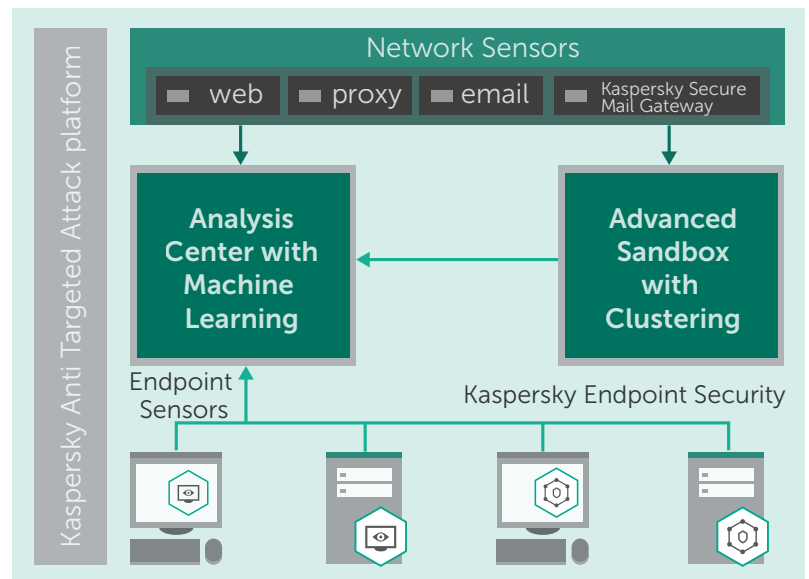 Kaspersky Anti Targeted Attack platform
Network Sensors
web
proxy
email
Kaspersky Secure
Mail Gateway
Analysis
Center with
Machine
Learning
Advanced
Sandbox
with
Clustering
Endpoint
Sensors
Kaspersky Endpoint Security